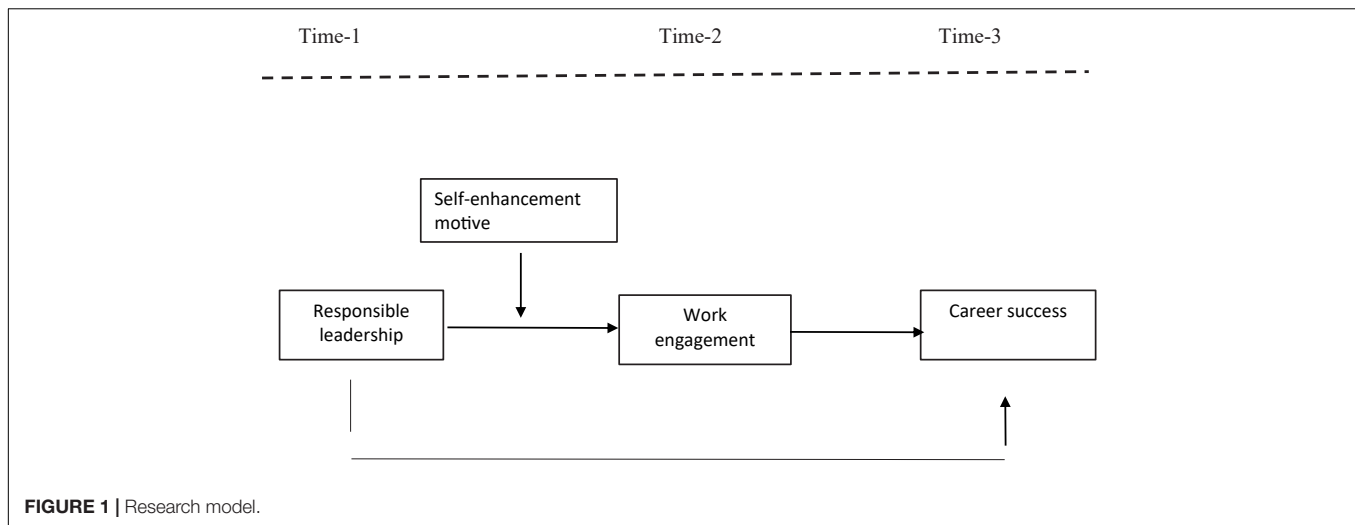 Time-1 Time-2 Time-3
Self-enhancement
motive
Responsible
leadership
Work
engagement
Career success
FIGURE 1 | Research model.